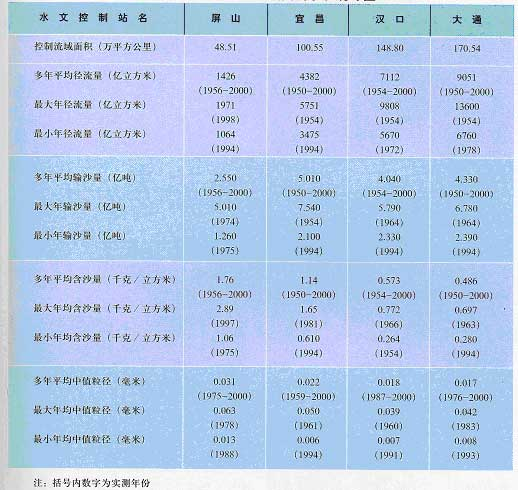 水文控制站名 屏山 宜昌 汉口 大通
控制流域面积（万平方公里） 48.51 100.55 148.80 170.54
多年平均径流量（亿立方米） 1426 4382 7112 9051
(1956-2000) (1950-2000) (1954-2000) (1950-2000)
最大年径流量（亿立方米） 1971 5751 9808 13600
(1998) (1954) (1954) (1954)
最小年径流量（亿立方米） 1064 3475 5670 6760
(1994) (1994) (1972) (1978)
多年平均输沙量（亿吨） 2.550 5.010 4.040 4.330
(1956-2000) (1950-2000) (1954-2000) (1950-2000)
最大年输沙量（亿吨） 5.010 7.540 5.790 6.780
(1974) (1954) (1964) (1964)
最小年输沙量（亿吨） 1.260 2.100 2.330 2.390
(1975) (1994) (1994) (1994)
多年平均含沙量（千克／立方米） 1.76 1.14 0.573 0.486
(1956-2000) (1950-2000) (1954-2000) (1950-2000)
最大年均含沙量（千克／立方米） 2.89 1.65 0.772 0.697
(1997) (1981) (1966) (1963)
最小年均含沙量（千克／立方米） 1.06 0.610 0.264 0.280
(1975) (1994) (1954) (1994)
多年平均中值粒径（毫米） 0.031 0.022 0.018 0.017
(1975-2000) (1959-2000) (1987-2000) (1976-2000)
最大年均中值粒径（毫米） 0.063 0.050 0.039 0.042
(1978) (1961) (1960) (1983)
最小年均中值粒径（毫米） 0.013 0.006 0.007 0.008
(1988) (1994) (1991) (1993)
注：括号内数字为实测年份